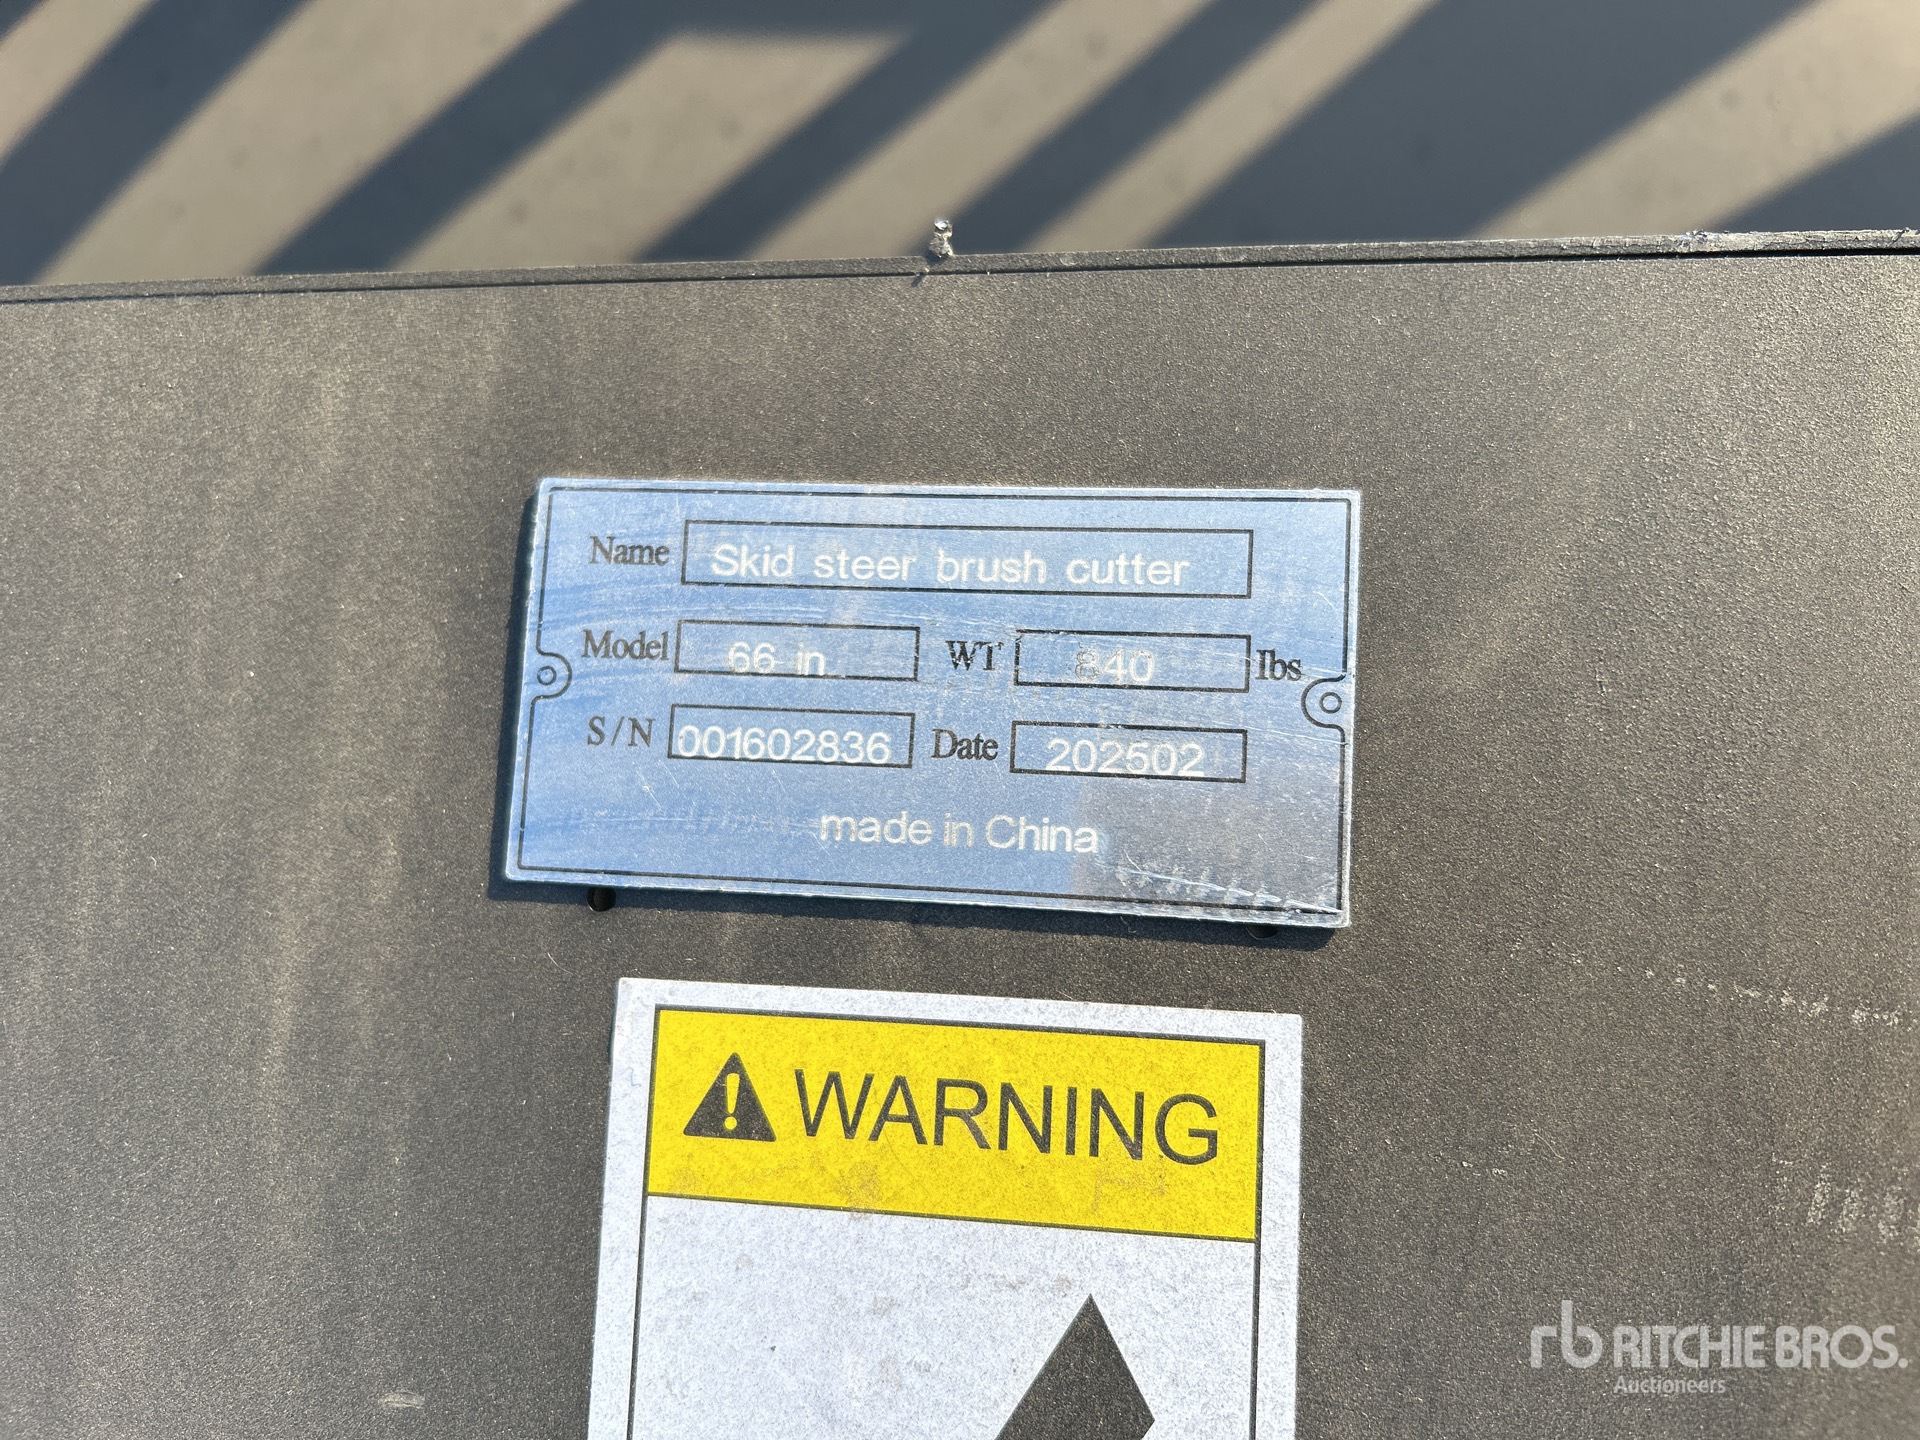 Name Skid steer brush cutter
Model 66 in WT 840 lbs
S/N 001602836 Date 202502
made in China
WARNING
rb RITCHIE BROS.
Auctioneers